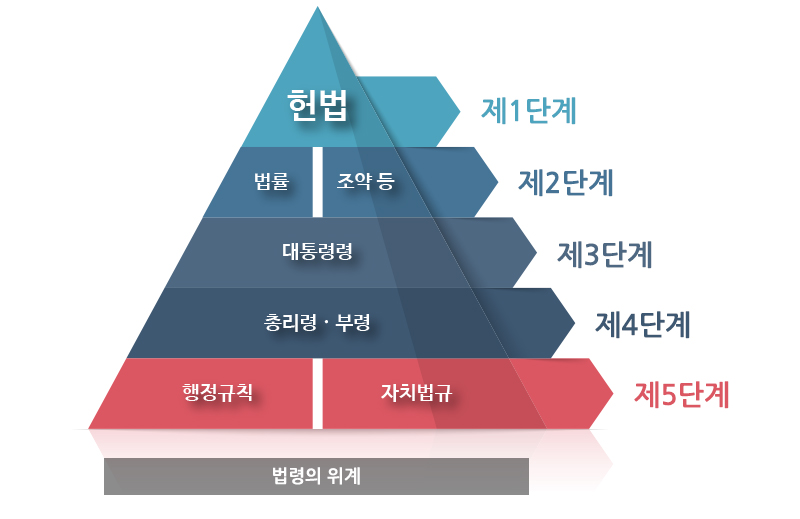 헌법
제1단계
법률 조약 등
제2단계
대통령령
제3단계
총리령 · 부령
제4단계
행정규칙 자치법규
제5단계
법령의 위계